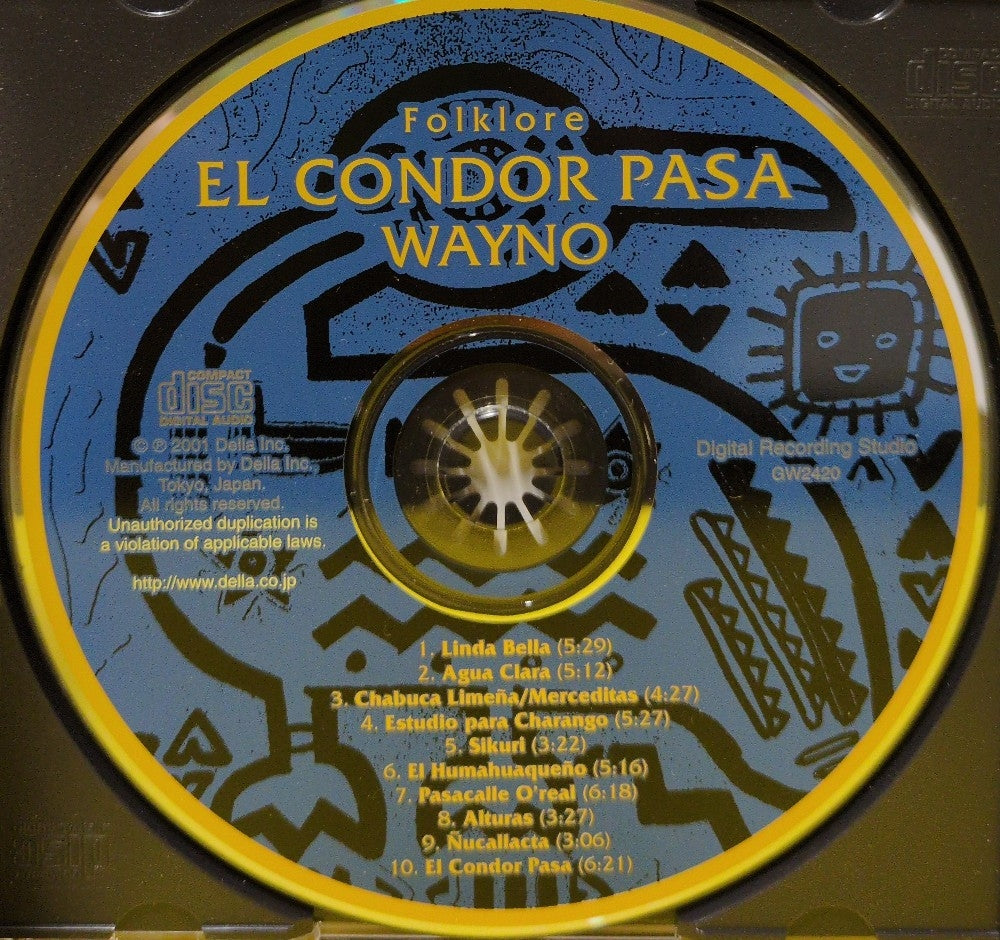 Folklore
EL CONDOR PASA
WAYNO
COMPACT
disc
DIGITAL AUDIO
© ℗ 2001 Della Inc.
Manufactured by Della Inc.,
Tokyo, Japan.
All rights reserved.
Unauthorized duplication is
a violation of applicable laws.
http://www.della.co.jp
Digital Recording Studio
GW2420
1. Linda Bella (5:29)
2. Agua Clara (5:12)
3. Chabuca Limeña/Merceditas (4:27)
4. Estudio para Charango (5:27)
5. Sikuri (3:22)
6. El Humahuaqueño (5:16)
7. Pasacalle O'real (6:18)
8. Alturas (3:27)
9. Ñucallacta (3:06)
10. El Condor Pasa (6:21)
disc
DIGITAL AUDIO